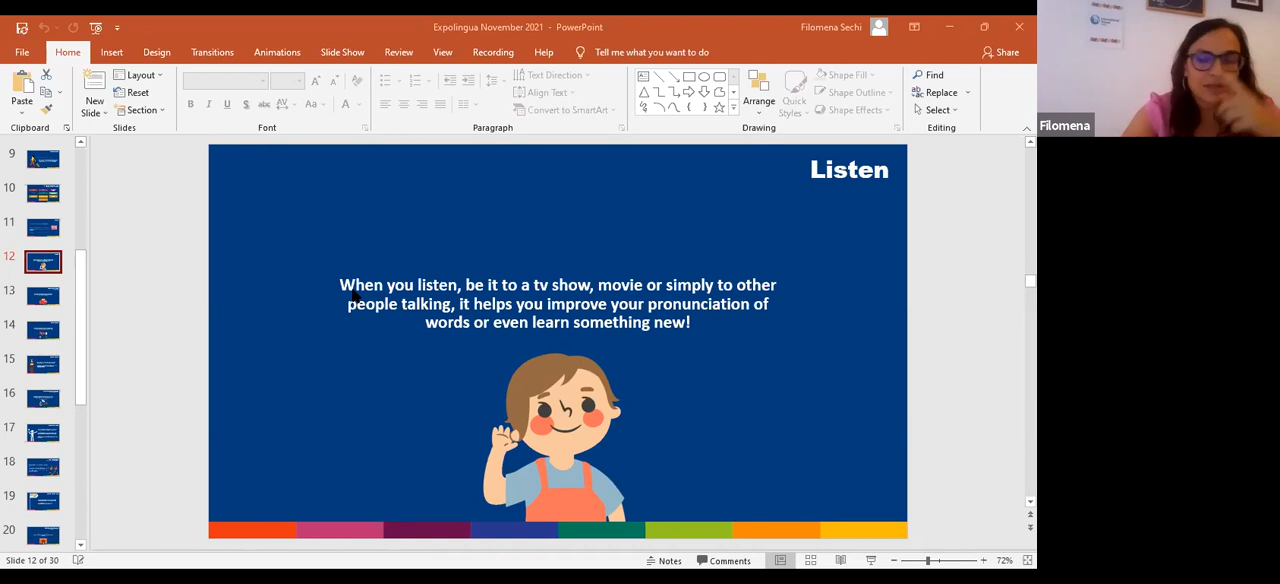 Expolingua November 2021 - PowerPoint
Filomena Sechi
File Home Insert Design Transitions Animations Slide Show Review View Recording Help Tell me what you want to do Share
Paste
Clipboard
New Slide
Layout
Reset
Section
Slides
B I U S abc AV Aa A
Font
Text Direction
Align Text
Convert to SmartArt
Paragraph
Arrange
Quick Styles
Shape Fill
Shape Outline
Shape Effects
Drawing
Find
Replace
Select
Editing
Filomena
9
10
11
12
13
14
15
16
17
18
19
20
Listen
When you listen, be it to a tv show, movie or simply to other
people talking, it helps you improve your pronunciation of
words or even learn something new!
Slide 12 of 30
Notes
Comments
72%